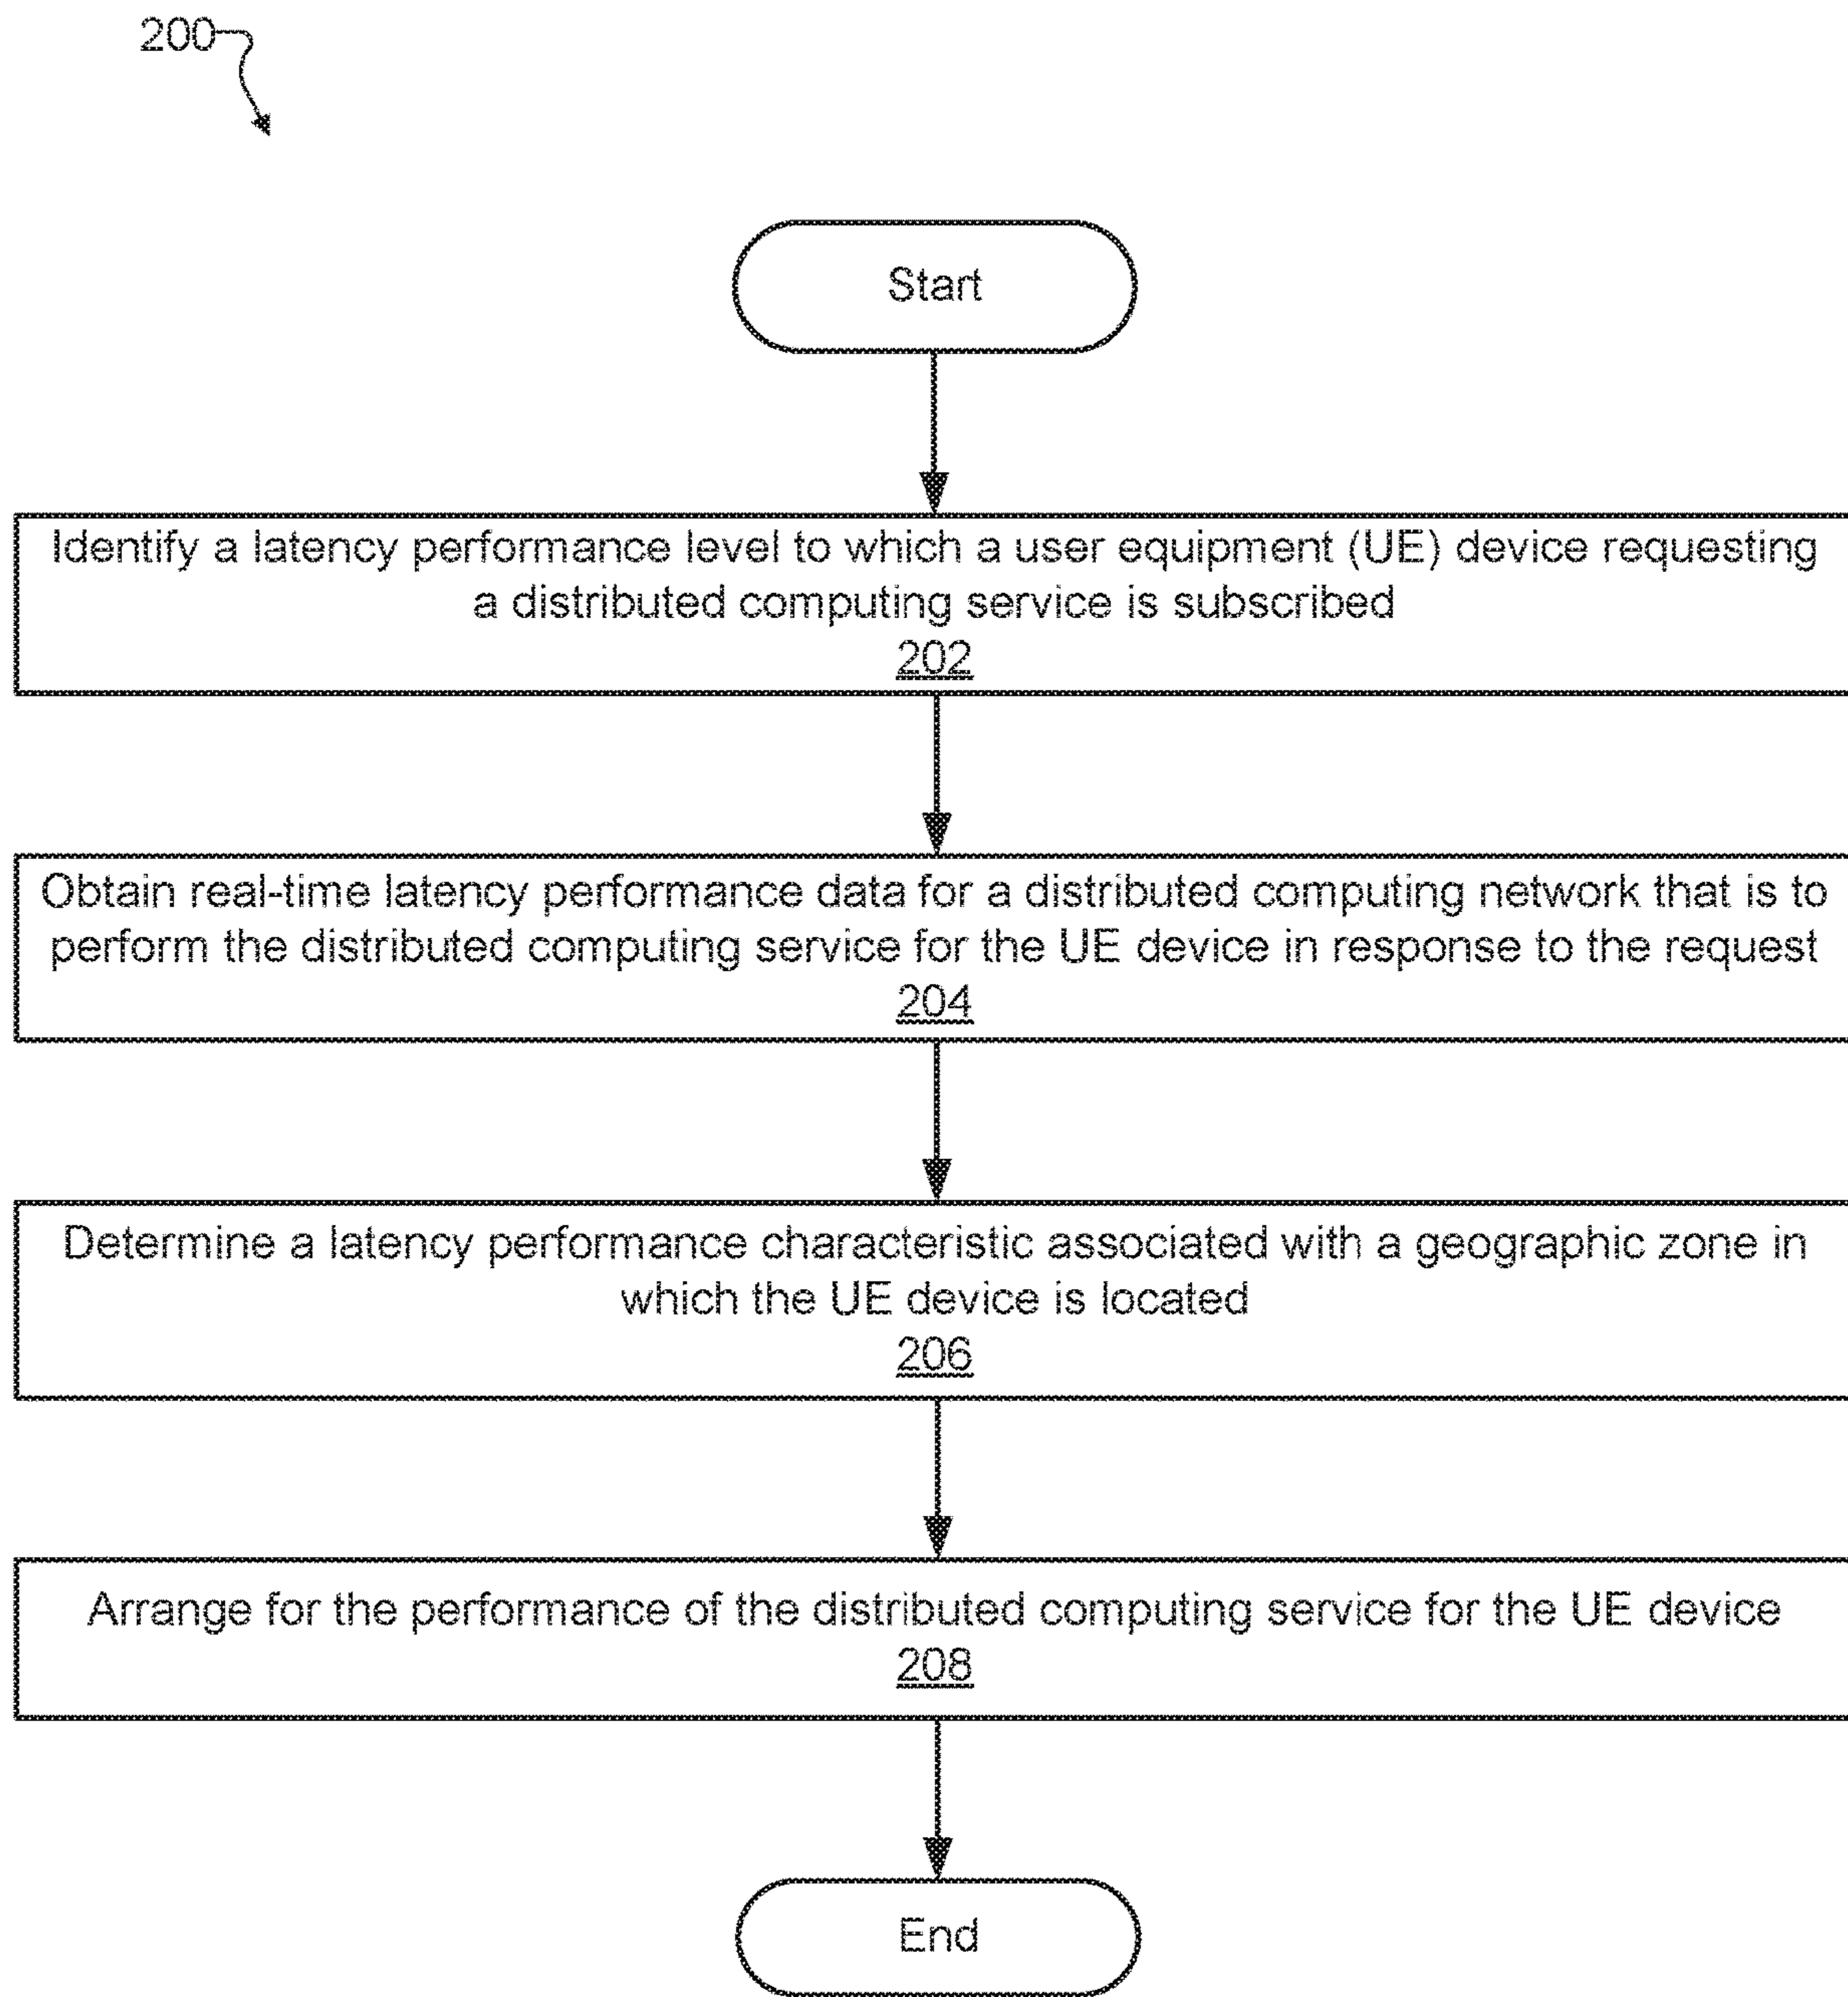 200
Start
Identify a latency performance level to which a user equipment (UE) device requesting
a distributed computing service is subscribed
202
Obtain real-time latency performance data for a distributed computing network that is to
perform the distributed computing service for the UE device in response to the request
204
Determine a latency performance characteristic associated with a geographic zone in
which the UE device is located
206
Arrange for the performance of the distributed computing service for the UE device
208
End